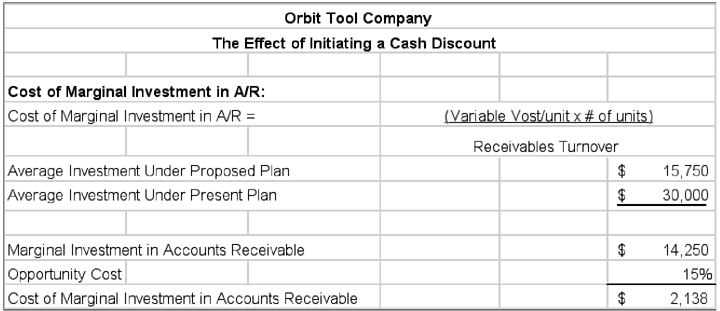 Orbit Tool Company
The Effect of Initiating a Cash Discount
Cost of Marginal Investment in A/R:
Cost of Marginal Investment in A/R = (Variable Vost/unit x # of units)
Receivables Turnover
Average Investment Under Proposed Plan $ 15,750
Average Investment Under Present Plan $ 30,000
Marginal Investment in Accounts Receivable $ 14,250
Opportunity Cost 15%
Cost of Marginal Investment in Accounts Receivable $ 2,138